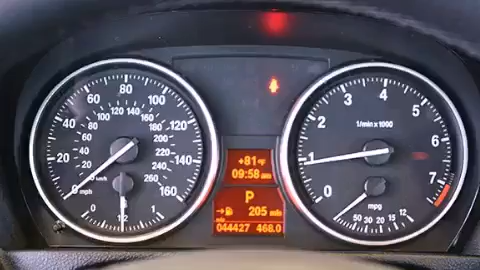 80
60 100
40 120
20 140
0 160
100 120 140
80 160
60 180
40 200
20 220
240
260
km/h
mph
0 1/2 1
+81°F
09:58 am
P
205 mls
044427 468.0
1/min x 1000
0 1 2 3 4 5 6 7
mpg
50 30 20 15 12